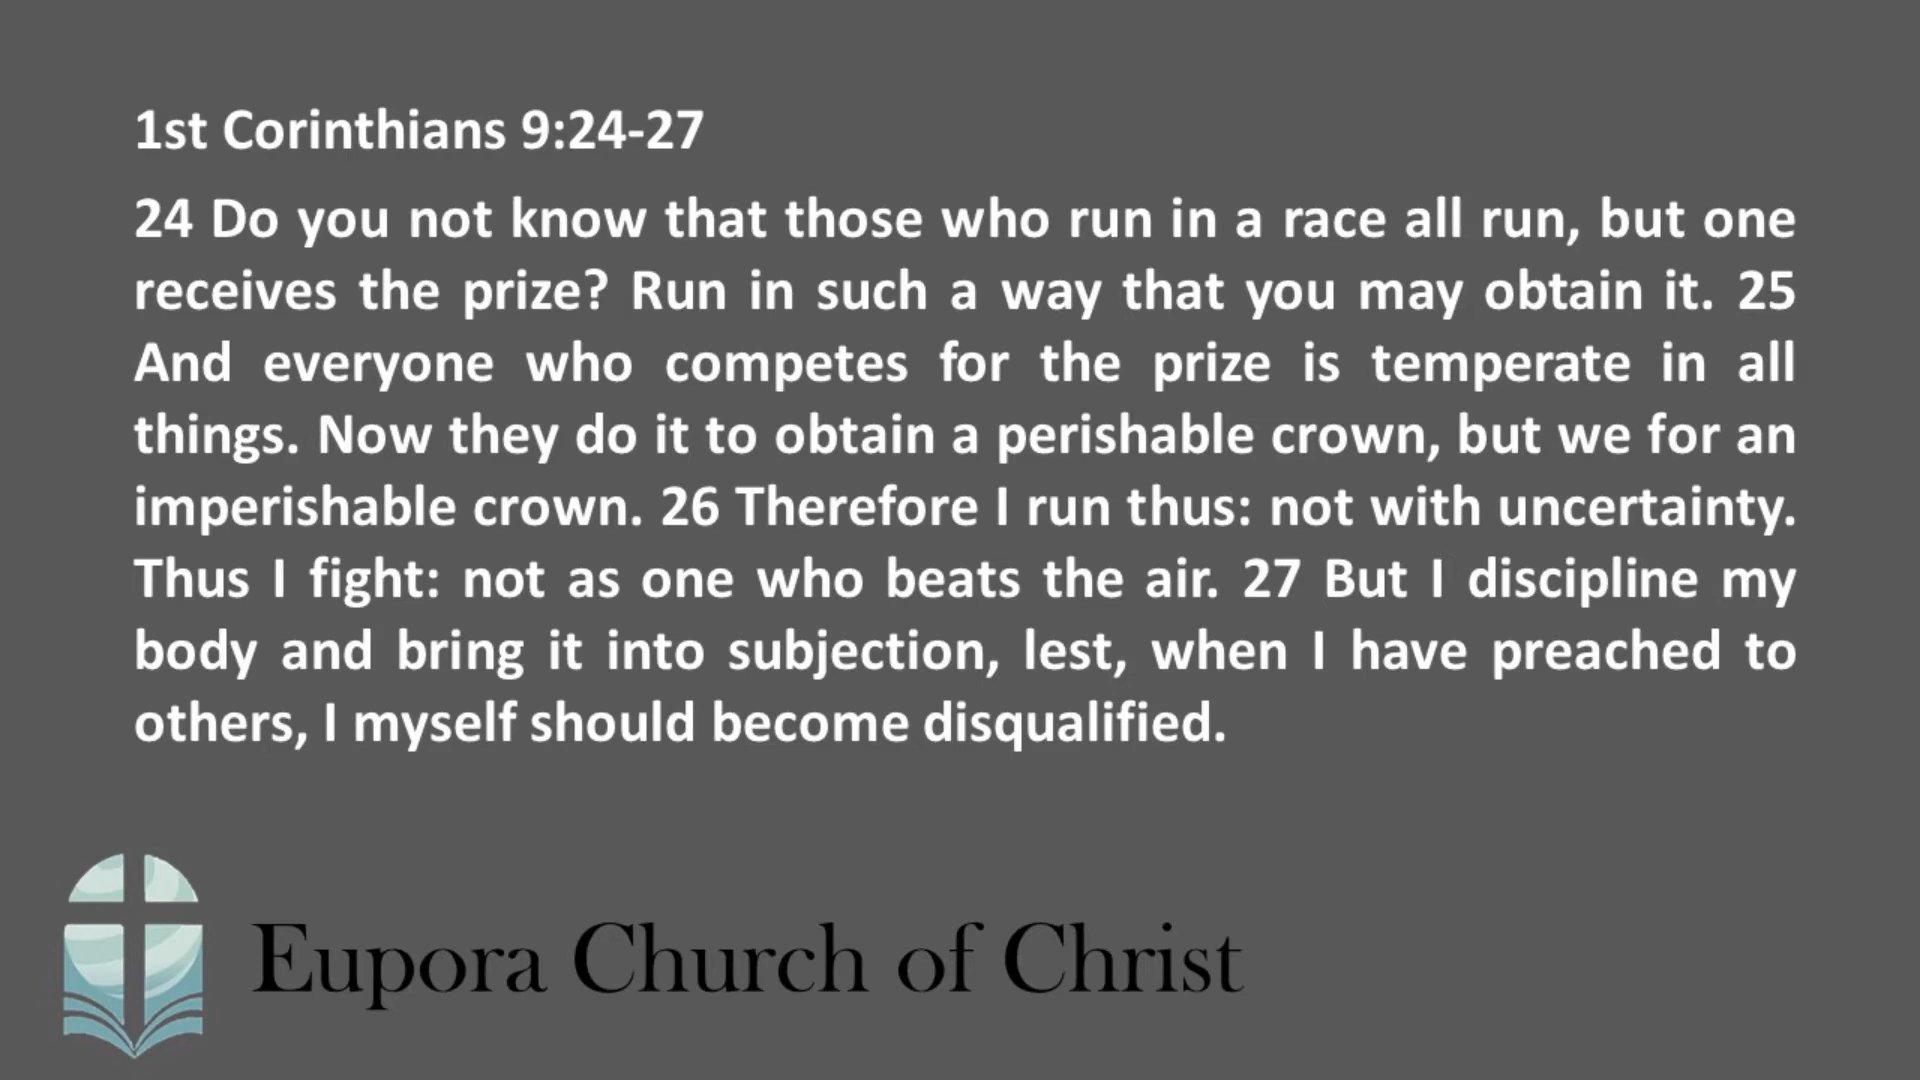 1st Corinthians 9:24-27
24 Do you not know that those who run in a race all run, but one
receives the prize? Run in such a way that you may obtain it. 25
And everyone who competes for the prize is temperate in all
things. Now they do it to obtain a perishable crown, but we for an
imperishable crown. 26 Therefore I run thus: not with uncertainty.
Thus I fight: not as one who beats the air. 27 But I discipline my
body and bring it into subjection, lest, when I have preached to
others, I myself should become disqualified.
Eupora Church of Christ